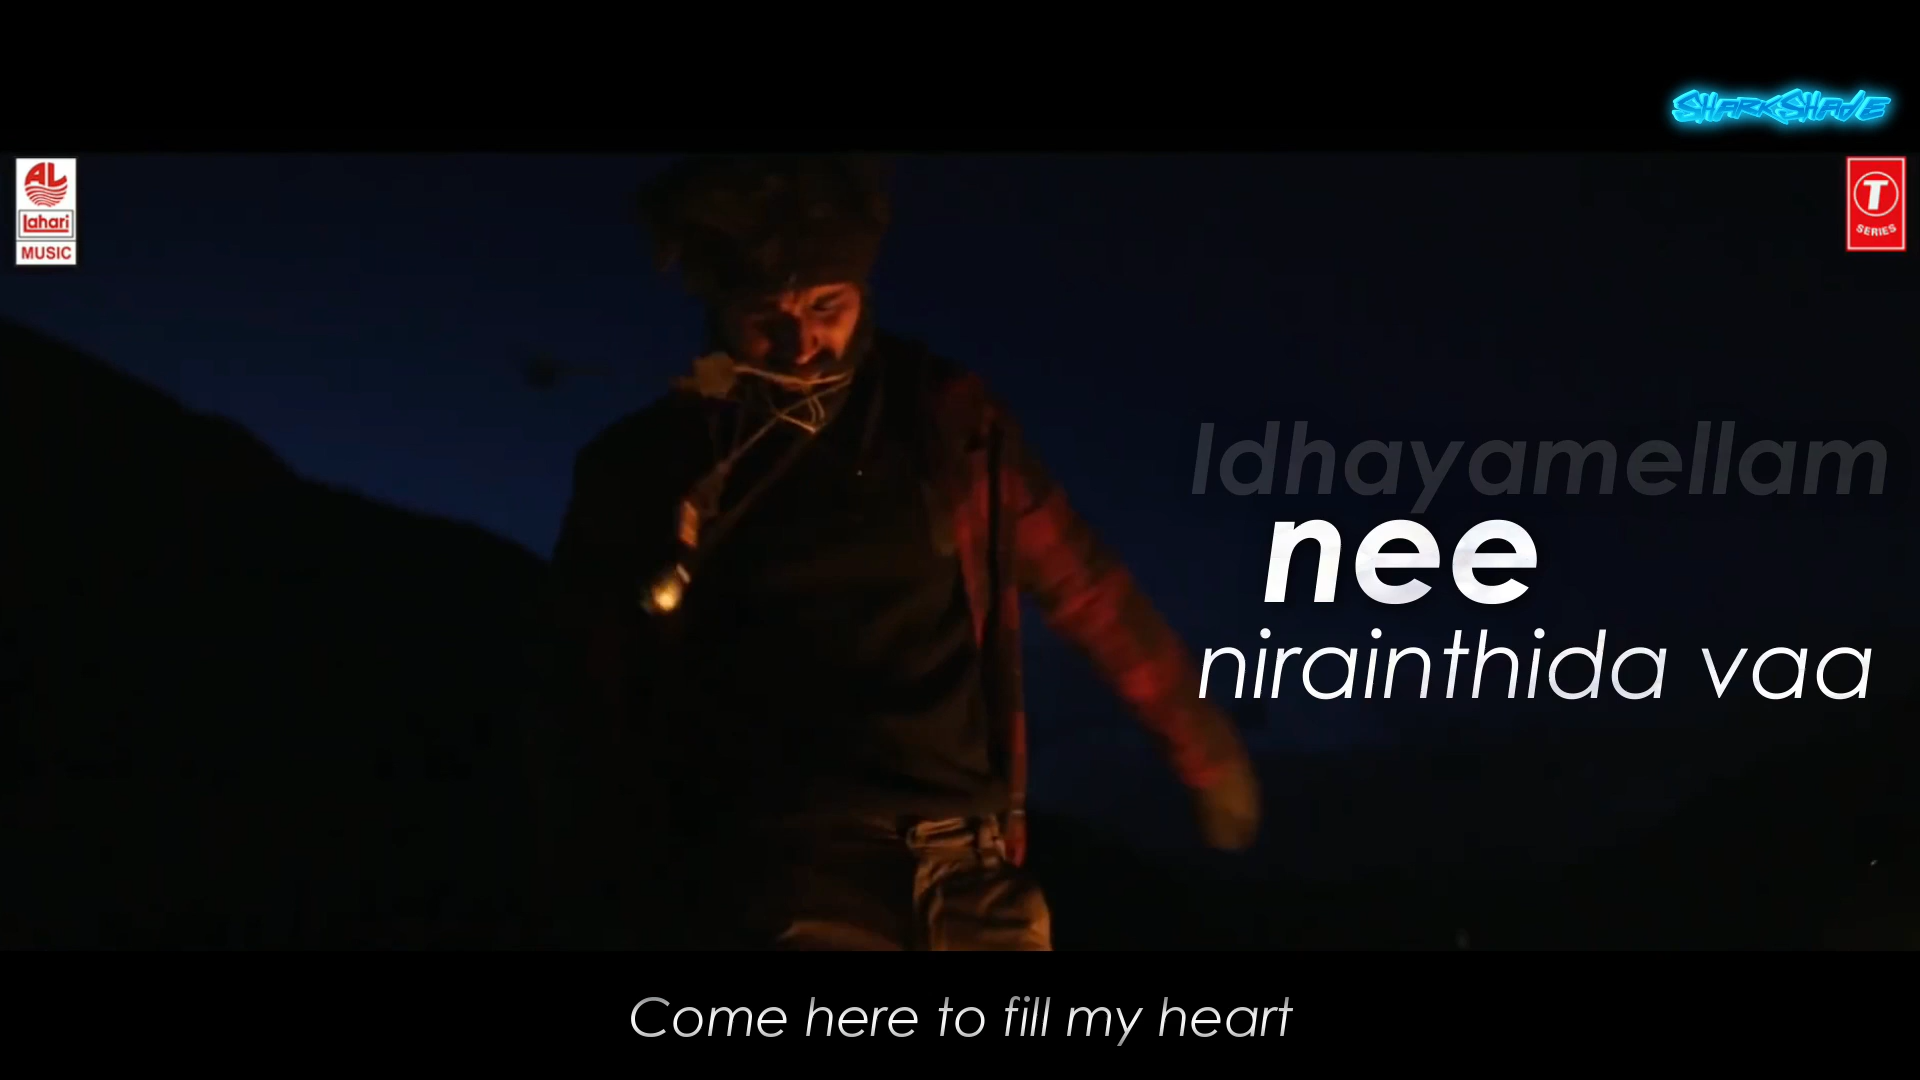 SHARKSHADE
AL
lahari
MUSIC
T
SERIES
Idhayamellam
nee
nirainthida vaa
Come here to fill my heart